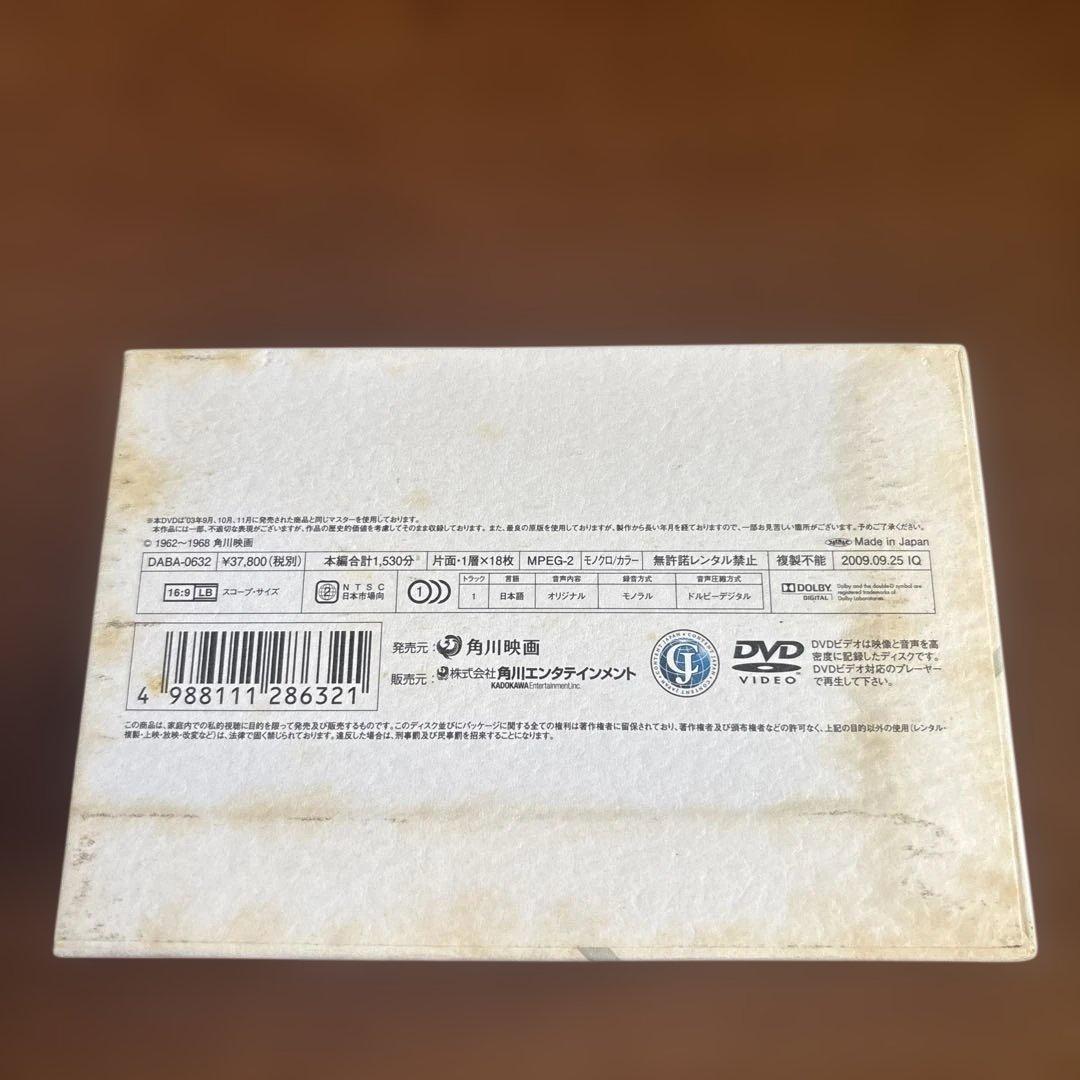 ※本DVDは'03年9月、10月、11月に発売された商品と同じマスターを使用しております。
本作品には一部、不適切な表現がございますが、作品の歴史的価値を考慮してそのまま収録しております。また、最良の原版を使用しておりますが、製作から長い年月を経ておりますので、一部お見苦しい箇所がございます。予めご了承ください。
© 1962〜1968 角川映画
Made in Japan
DABA-0632 ¥37,800(税別) 本編合計1,530分 片面・1層×18枚 MPEG-2 モノクロ/カラー 無許諾レンタル禁止 複製不能 2009.09.25 IQ
16:9 LB スコープ・サイズ
2 NTSC
日本市場向
1
トラック 言語 音声内容 録音方式 音声圧縮方式
1 日本語 オリジナル モノラル ドルビーデジタル
DOLBY
DIGITAL
Dolby and the double-D symbol are
registered trademarks of
Dolby Laboratories.
4 988111 286321
発売元: 角川映画
販売元: 株式会社 角川エンタテインメント
KADOKAWA Entertainment,Inc.
CONTENT JAPAN CONTENT JAPAN
CJ
DVD
VIDEO™
DVDビデオは映像と音声を高
密度に記録したディスクです。
DVDビデオ対応のプレーヤー
で再生して下さい。
この商品は、家庭内での私的視聴に目的を限って発売及び販売するものです。このディスク並びにパッケージに関する全ての権利は著作権者に留保されており、著作権者及び頒布権者などの許可なく、上記の目的以外の使用(レンタル・
複製・上映・放映・改変など)は、法律で固く禁じられております。違反した場合は、刑事罰及び民事罰を招来することになります。